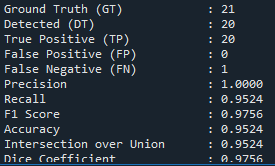 Ground Truth (GT) : 21
Detected (DT) : 20
True Positive (TP) : 20
False Positive (FP) : 0
False Negative (FN) : 1
Precision : 1.0000
Recall : 0.9524
F1 Score : 0.9756
Accuracy : 0.9524
Intersection over Union : 0.9524
Dice Coefficient : 0.9756